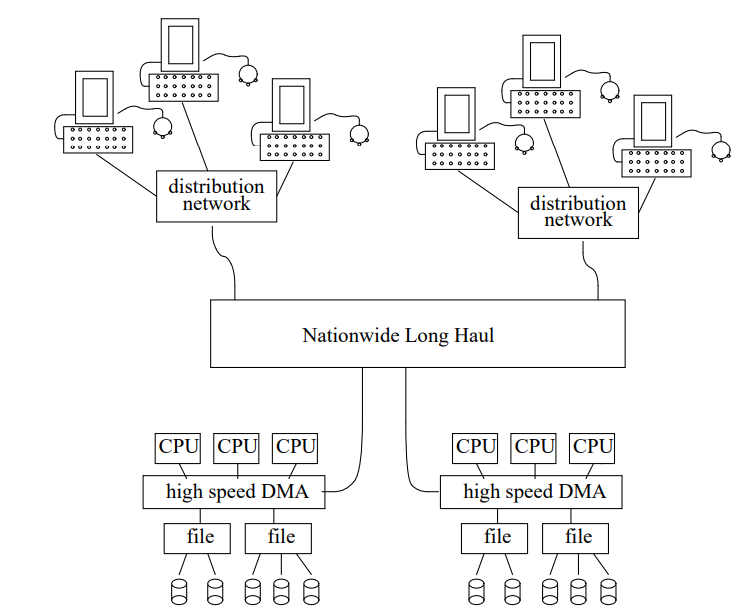 distribution
network
distribution
network
Nationwide Long Haul
CPU CPU CPU
CPU CPU CPU
high speed DMA
high speed DMA
file file
file file